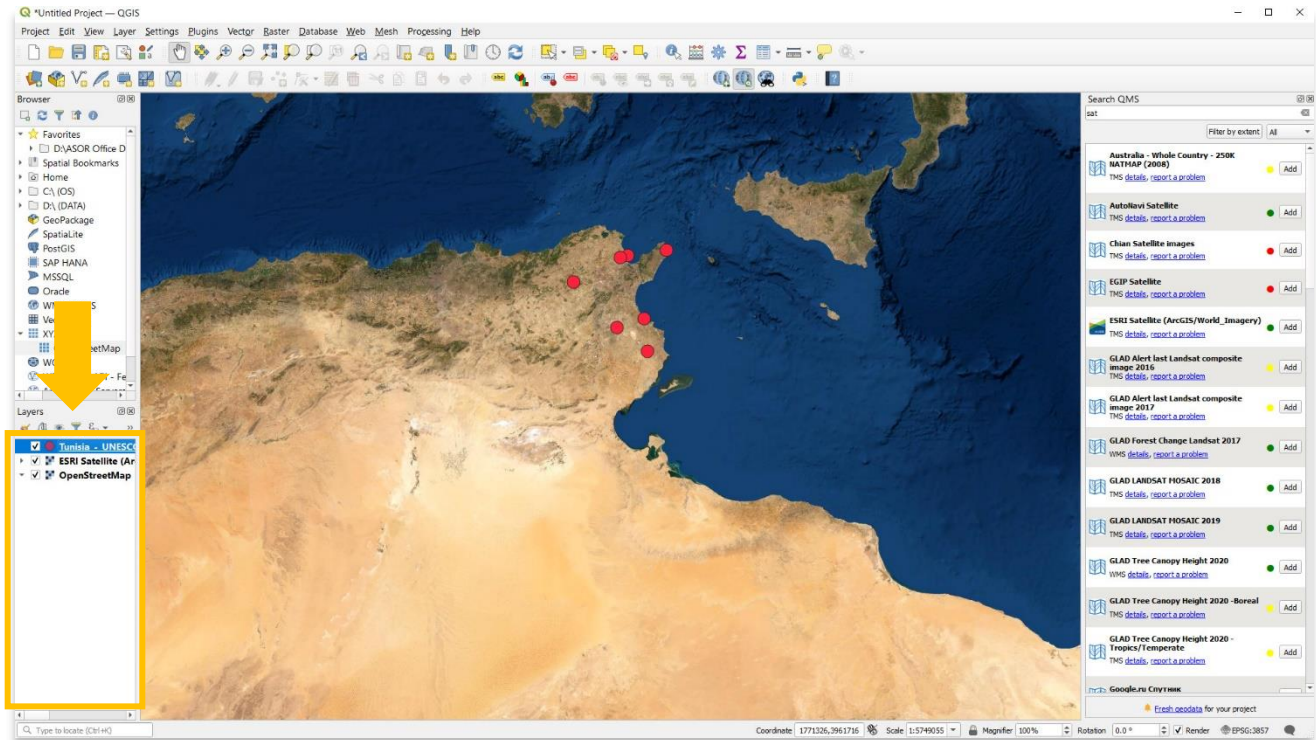 *Untitled Project — QGIS
Project Edit View Layer Settings Plugins Vector Raster Database Web Mesh Processing Help
Browser
Favorites
D:\ASOR Office D
Spatial Bookmarks
Home
C:\ (OS)
D:\ (DATA)
GeoPackage
SpatiaLite
PostGIS
SAP HANA
MSSQL
Oracle
Layers
Tunisia - UNESCO
ESRI Satellite (Ar
OpenStreetMap
Type to locate (Ctrl+K)
Search QMS
sat
Filter by extent All
Australia - Whole Country - 250K
NATMAP (2008)
TMS details, report a problem
Add
AutoNavi Satellite
TMS details, report a problem
Add
Chian Satellite images
TMS details, report a problem
Add
EGIP Satellite
TMS details, report a problem
Add
ESRI Satellite (ArcGIS/World_Imagery)
TMS details, report a problem
Add
GLAD Alert last Landsat composite
image 2016
TMS details, report a problem
Add
GLAD Alert last Landsat composite
image 2017
TMS details, report a problem
Add
GLAD Forest Change Landsat 2017
WMS details, report a problem
Add
GLAD LANDSAT MOSAIC 2018
TMS details, report a problem
Add
GLAD LANDSAT MOSAIC 2019
TMS details, report a problem
Add
GLAD Tree Canopy Height 2020
WMS details, report a problem
Add
GLAD Tree Canopy Height 2020 -Boreal
TMS details, report a problem
Add
GLAD Tree Canopy Height 2020 -
Tropics/Temperate
TMS details, report a problem
Add
Google.ru Спутник
Fresh geodata for your project
Coordinate 1771326,3961716 Scale 1:5749055 Magnifier 100% Rotation 0.0 ° Render EPSG:3857